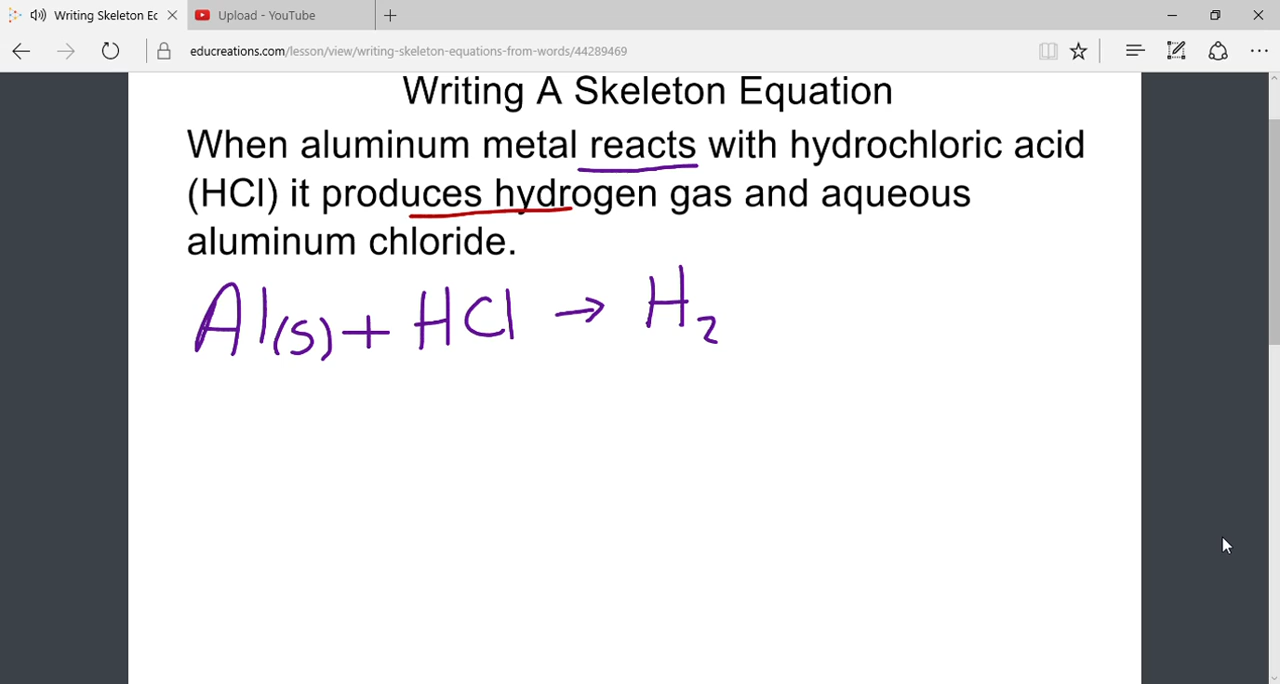 Writing Skeleton Ec
Upload - YouTube
educreations.com/lesson/view/writing-skeleton-equations-from-words/44289469
Writing A Skeleton Equation
When aluminum metal reacts with hydrochloric acid
(HCl) it produces hydrogen gas and aqueous
aluminum chloride.
Al(s) + HCl → H₂